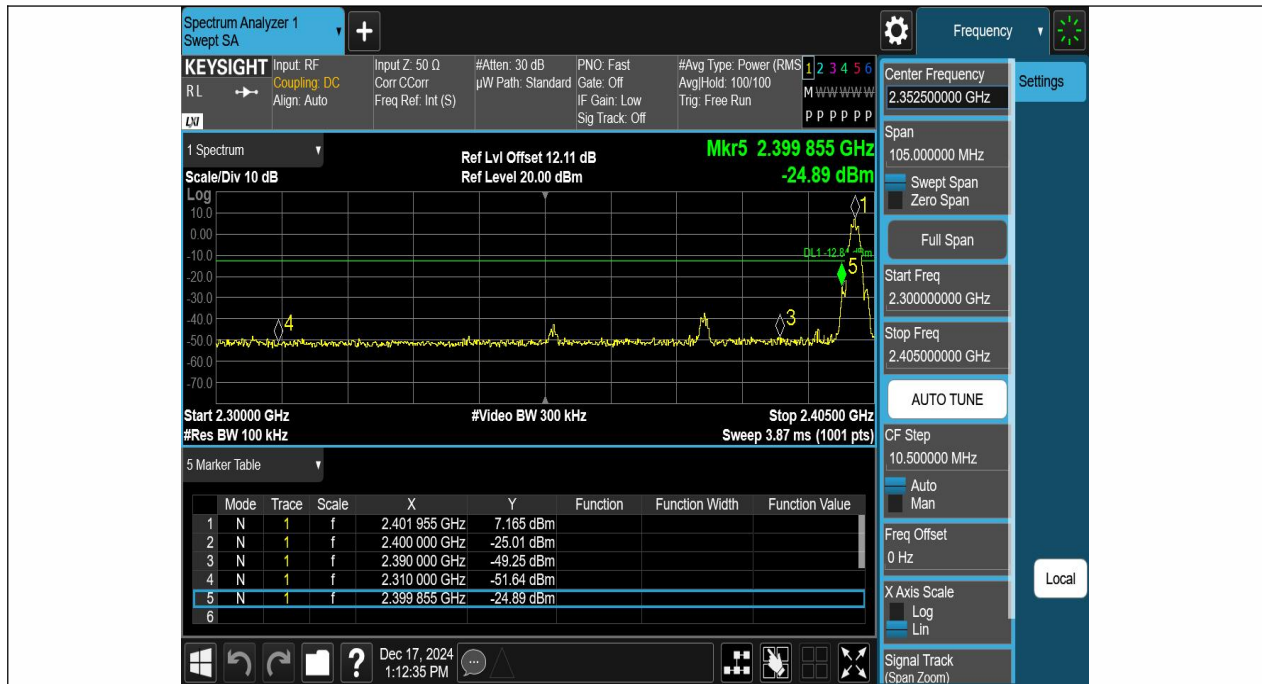 Spectrum Analyzer 1
Swept SA
+
Frequency
KEYSIGHT
RL
LXI
Input: RF
Coupling: DC
Align: Auto
Input Z: 50 Ω
Corr CCorr
Freq Ref: Int (S)
#Atten: 30 dB
µW Path: Standard
PNO: Fast
Gate: Off
IF Gain: Low
Sig Track: Off
#Avg Type: Power (RMS
Avg|Hold: 100/100
Trig: Free Run
1 2 3 4 5 6
M W W W W W
P P P P P P
1 Spectrum
Scale/Div 10 dB
Ref Lvl Offset 12.11 dB
Ref Level 20.00 dBm
Mkr5 2.399 855 GHz
-24.89 dBm
Log
10.0
0.00
-10.0
-20.0
-30.0
-40.0
-50.0
-60.0
-70.0
1
5
3
4
Start 2.30000 GHz
#Video BW 300 kHz
Stop 2.40500 GHz
#Res BW 100 kHz
Sweep 3.87 ms (1001 pts)
5 Marker Table
Mode Trace Scale X Y Function Function Width Function Value
1 N 1 f 2.401 955 GHz 7.165 dBm
2 N 1 f 2.400 000 GHz -25.01 dBm
3 N 1 f 2.390 000 GHz -49.25 dBm
4 N 1 f 2.310 000 GHz -51.64 dBm
5 N 1 f 2.399 855 GHz -24.89 dBm
6
Center Frequency
2.352500000 GHz
Settings
Span
105.000000 MHz
Swept Span
Zero Span
Full Span
Start Freq
2.300000000 GHz
Stop Freq
2.405000000 GHz
AUTO TUNE
CF Step
10.500000 MHz
Auto
Man
Freq Offset
0 Hz
X Axis Scale
Log
Lin
Local
Signal Track
(Span Zoom)
?
Dec 17, 2024
1:12:35 PM